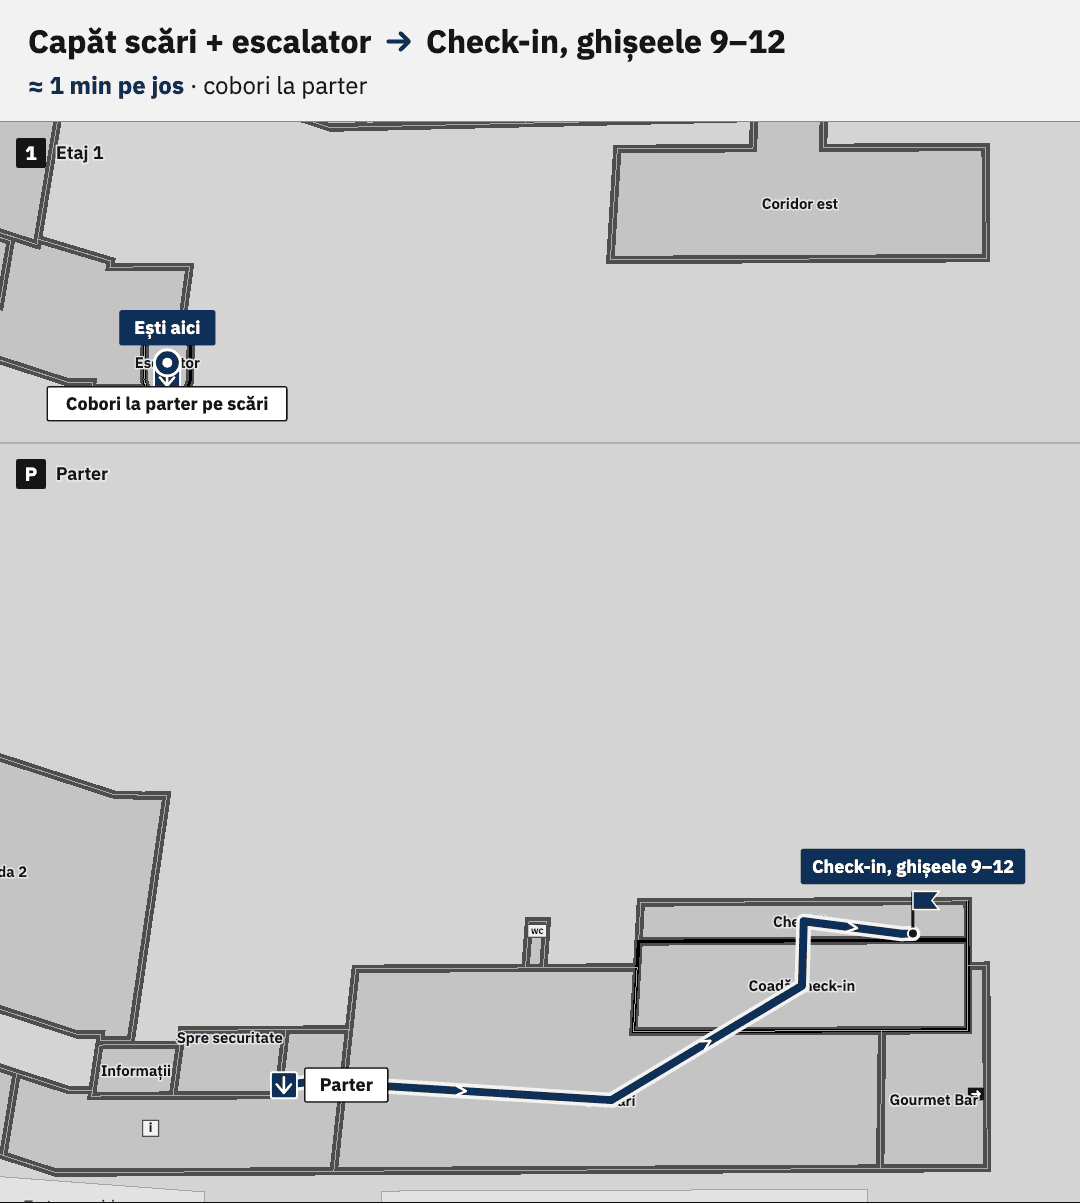 Capăt scări + escalator → Check-in, ghișeele 9–12
≈ 1 min pe jos · cobori la parter
1 Etaj 1
Coridor est
Ești aici
Cobori la parter pe scări
P Parter
da 2
Check-in, ghișeele 9–12
wc
Spre securitate
Informații
Parter
Gourmet Bar
i